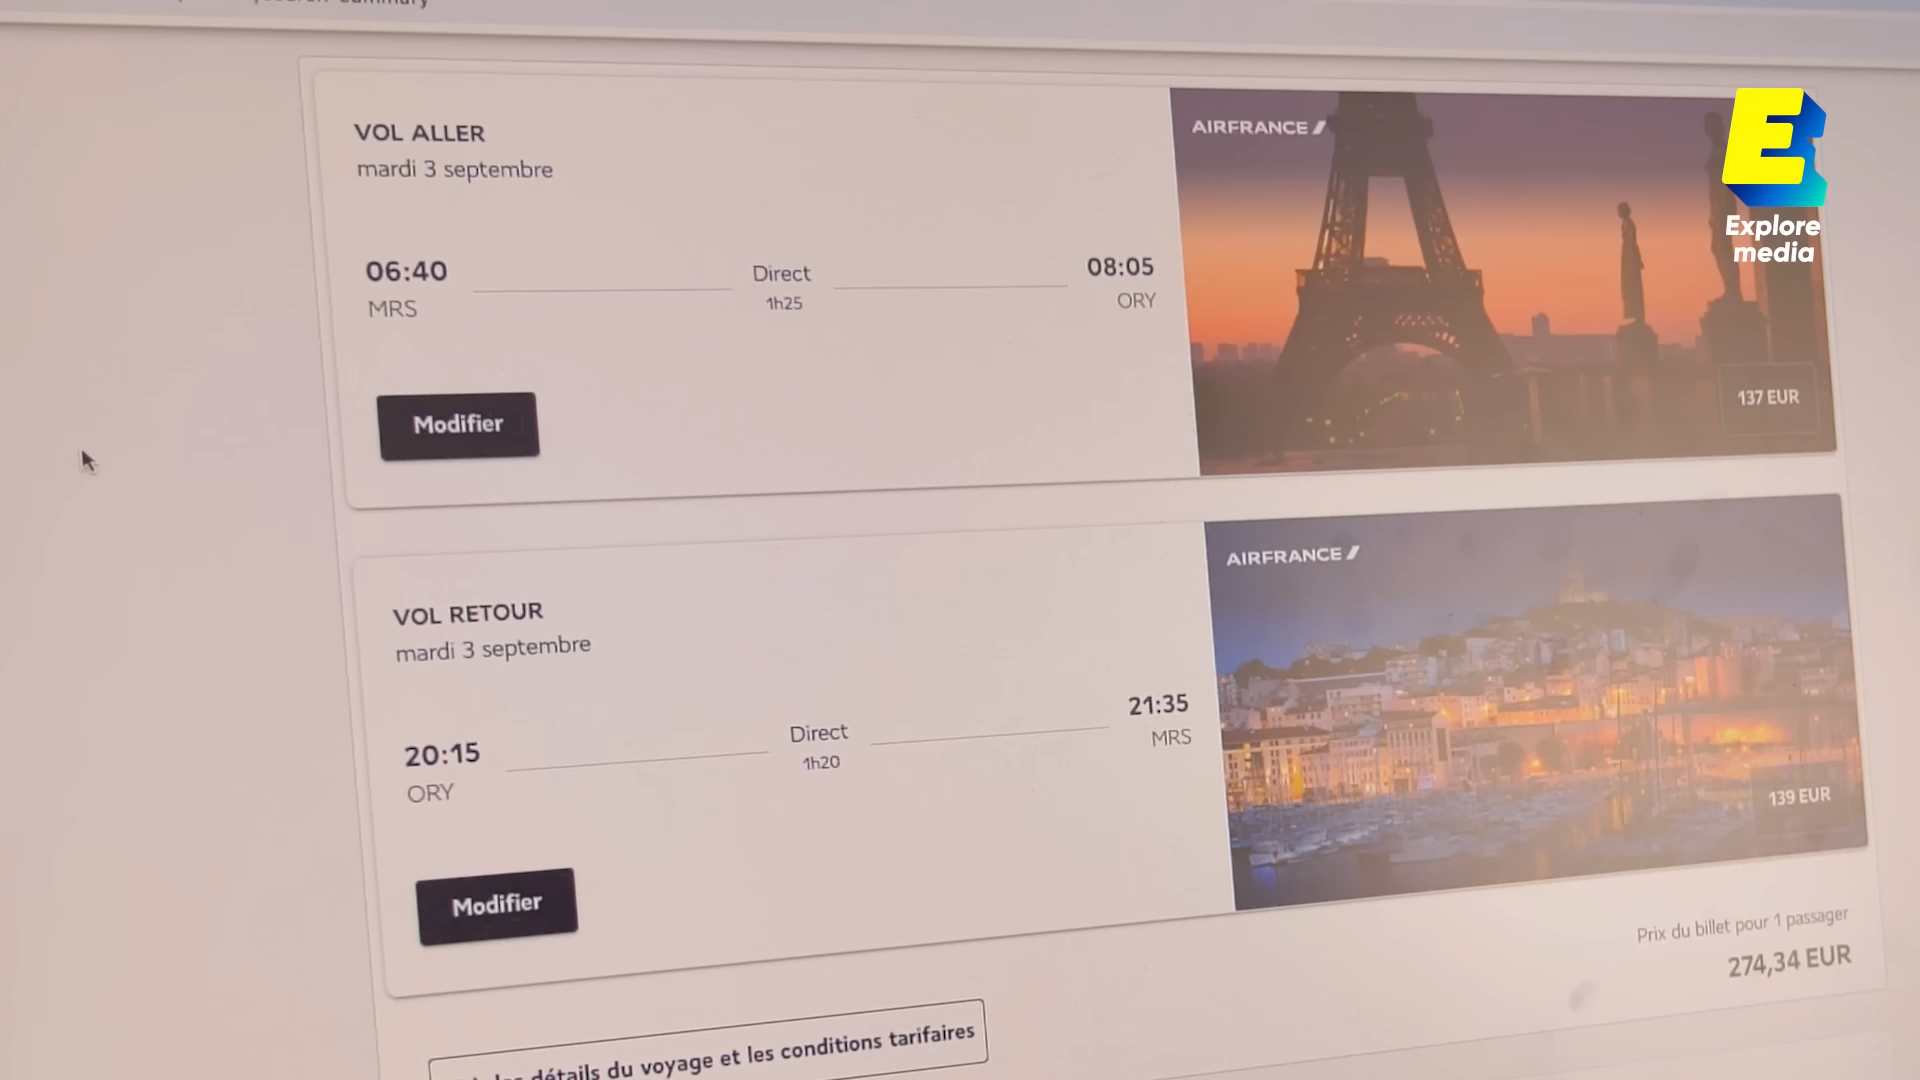 VOL ALLER
mardi 3 septembre
06:40
MRS
Direct
1h25
08:05
ORY
Modifier
AIRFRANCE
137 EUR
Explore
media
VOL RETOUR
mardi 3 septembre
20:15
ORY
Direct
1h20
21:35
MRS
Modifier
AIRFRANCE
139 EUR
Prix du billet pour 1 passager
274,34 EUR
détails du voyage et les conditions tarifaires